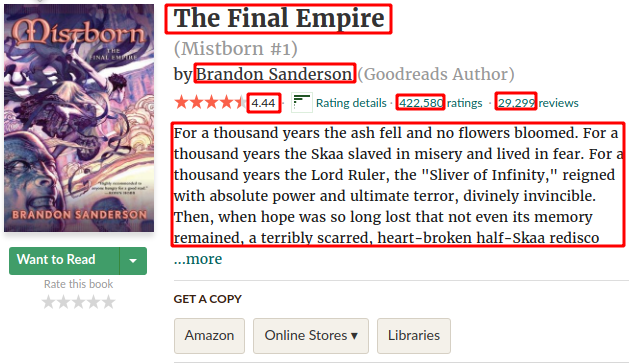 Mistborn
THE
FINAL EMPIRE
BRANDON SANDERSON
Want to Read
Rate this book
The Final Empire
(Mistborn #1)
by Brandon Sanderson (Goodreads Author)
4.44 · Rating details · 422,580 ratings · 29,299 reviews
For a thousand years the ash fell and no flowers bloomed. For a
thousand years the Skaa slaved in misery and lived in fear. For a
thousand years the Lord Ruler, the "Sliver of Infinity," reigned
with absolute power and ultimate terror, divinely invincible.
Then, when hope was so long lost that not even its memory
remained, a terribly scarred, heart-broken half-Skaa redisco
...more
GET A COPY
Amazon
Online Stores ▾
Libraries